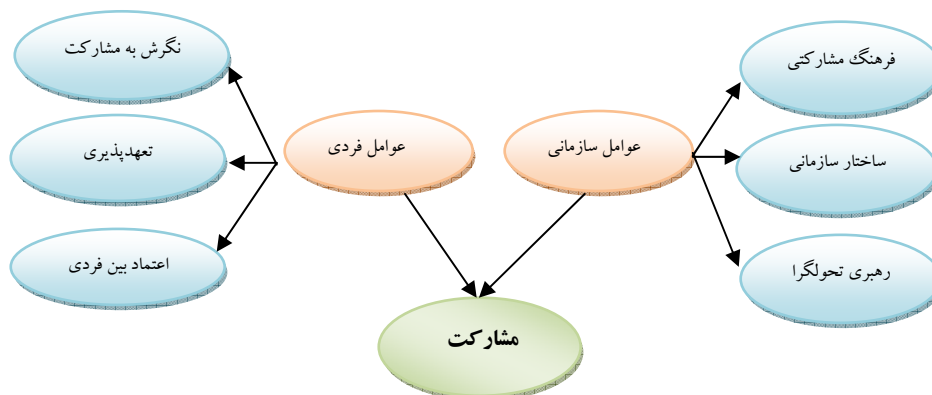 فرهنگ مشارکتی
ساختار سازمانی
رهبری تحولگرا
عوامل سازمانی
عوامل فردی
نگرش به مشارکت
تعهدپذیری
اعتماد بین فردی
مشارکت